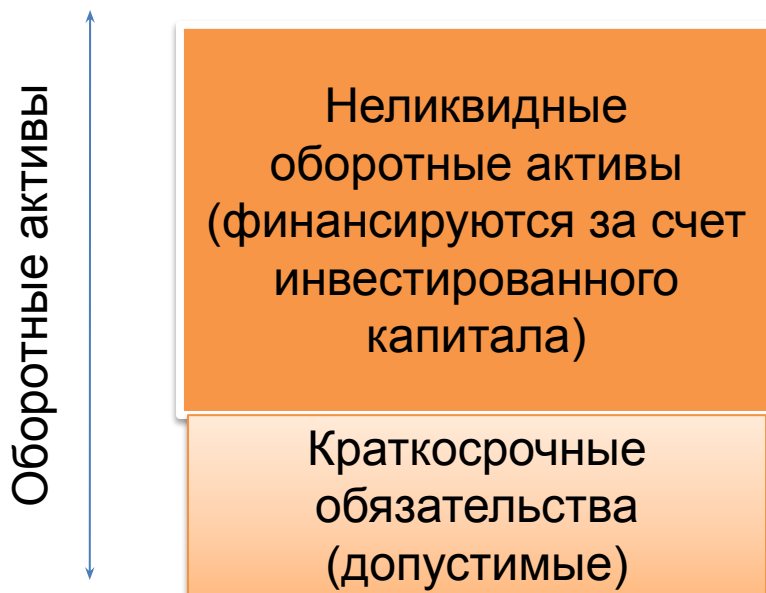 Оборотные активы
Неликвидные
оборотные активы
(финансируются за счет
инвестированного
капитала)
Краткосрочные
обязательства
(допустимые)